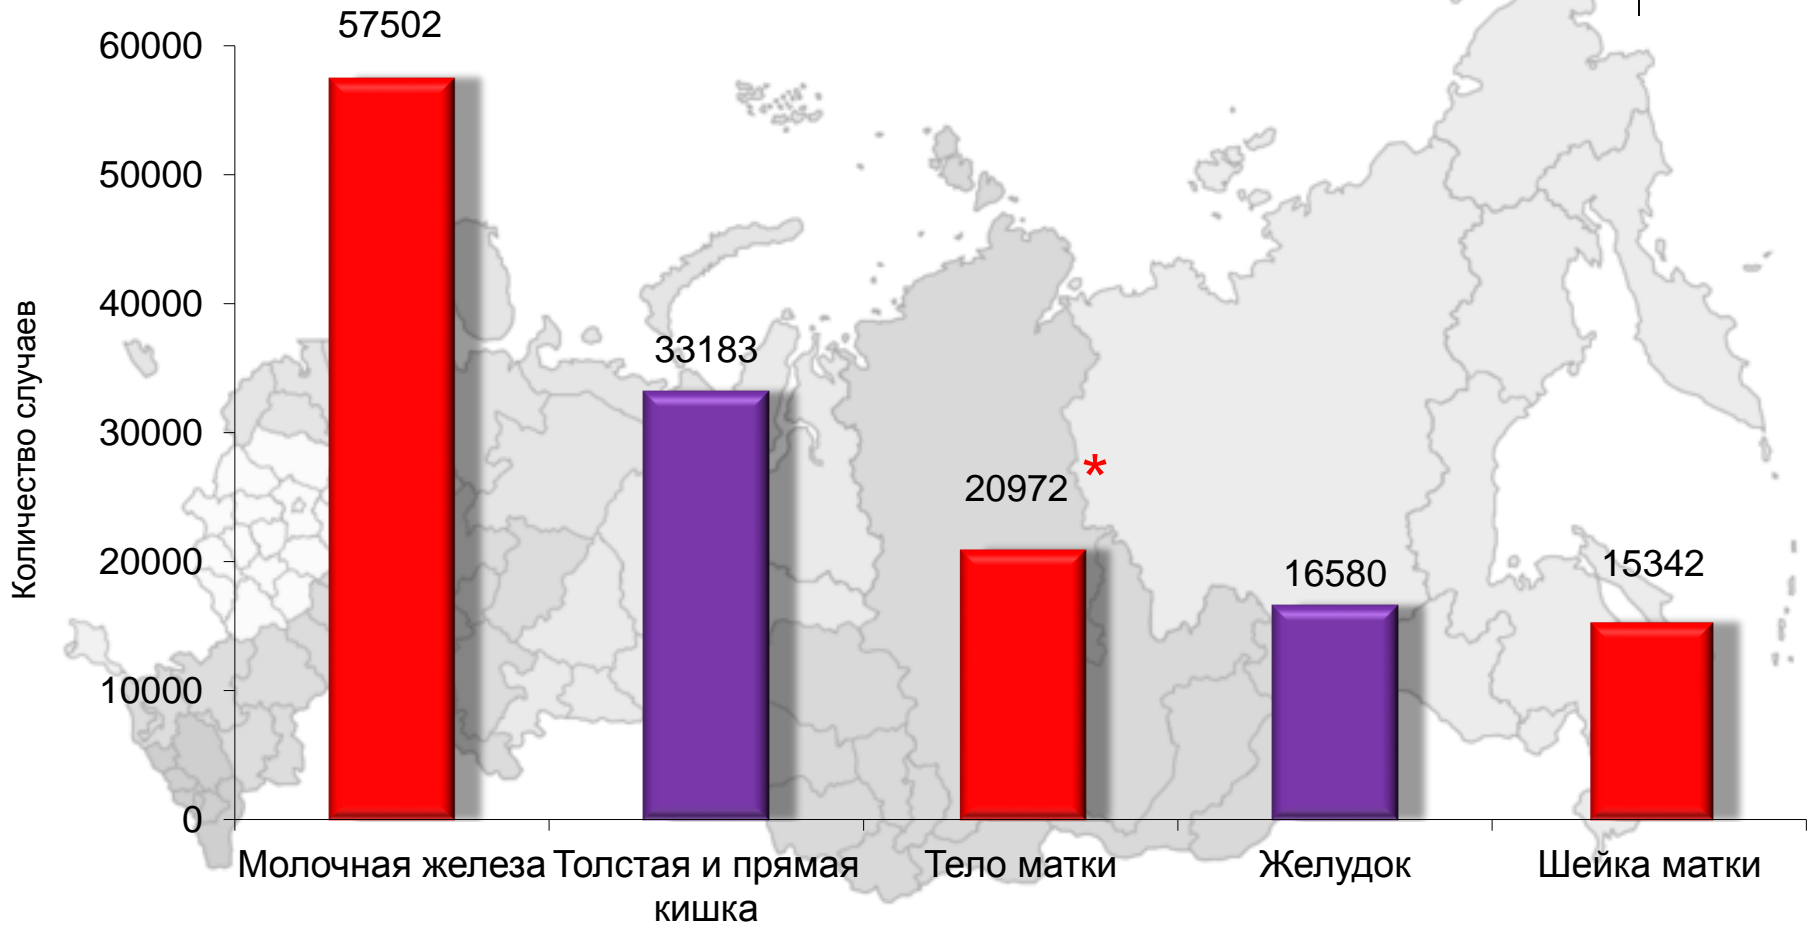 57502
60000
50000
40000
30000
20000
10000
0
Количество случаев
33183
20972 *
16580
15342
Молочная железа
Толстая и прямая
кишка
Тело матки
Желудок
Шейка матки